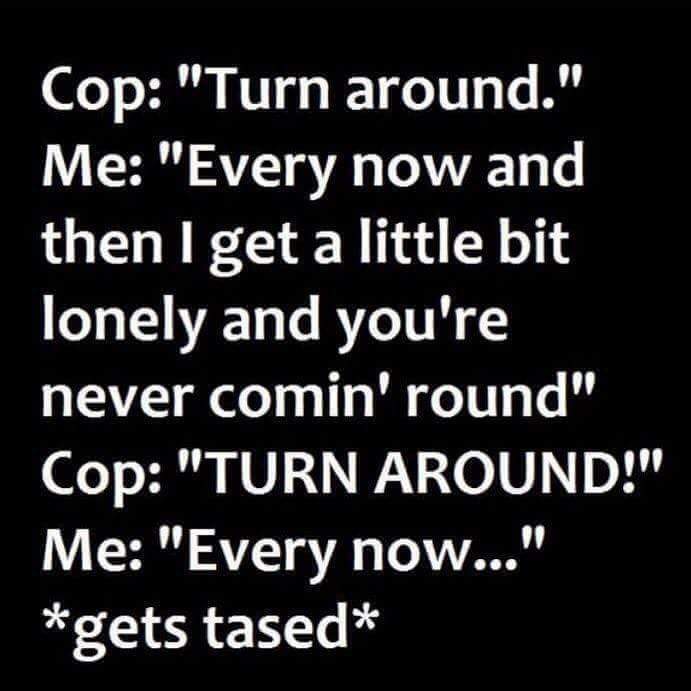 Cop: "Turn around."
Me: "Every now and
then I get a little bit
lonely and you're
never comin' round"
Cop: "TURN AROUND!"
Me: "Every now..."
*gets tased*